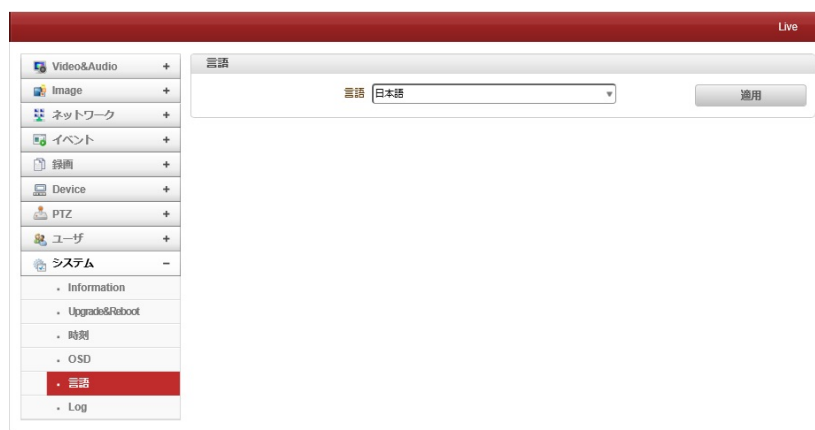 Live
Video&Audio +
Image +
ネットワーク +
イベント +
録画 +
Device +
PTZ +
ユーザ +
システム −
Information
Upgrade&Reboot
時刻
OSD
言語
Log
言語
言語 日本語
適用